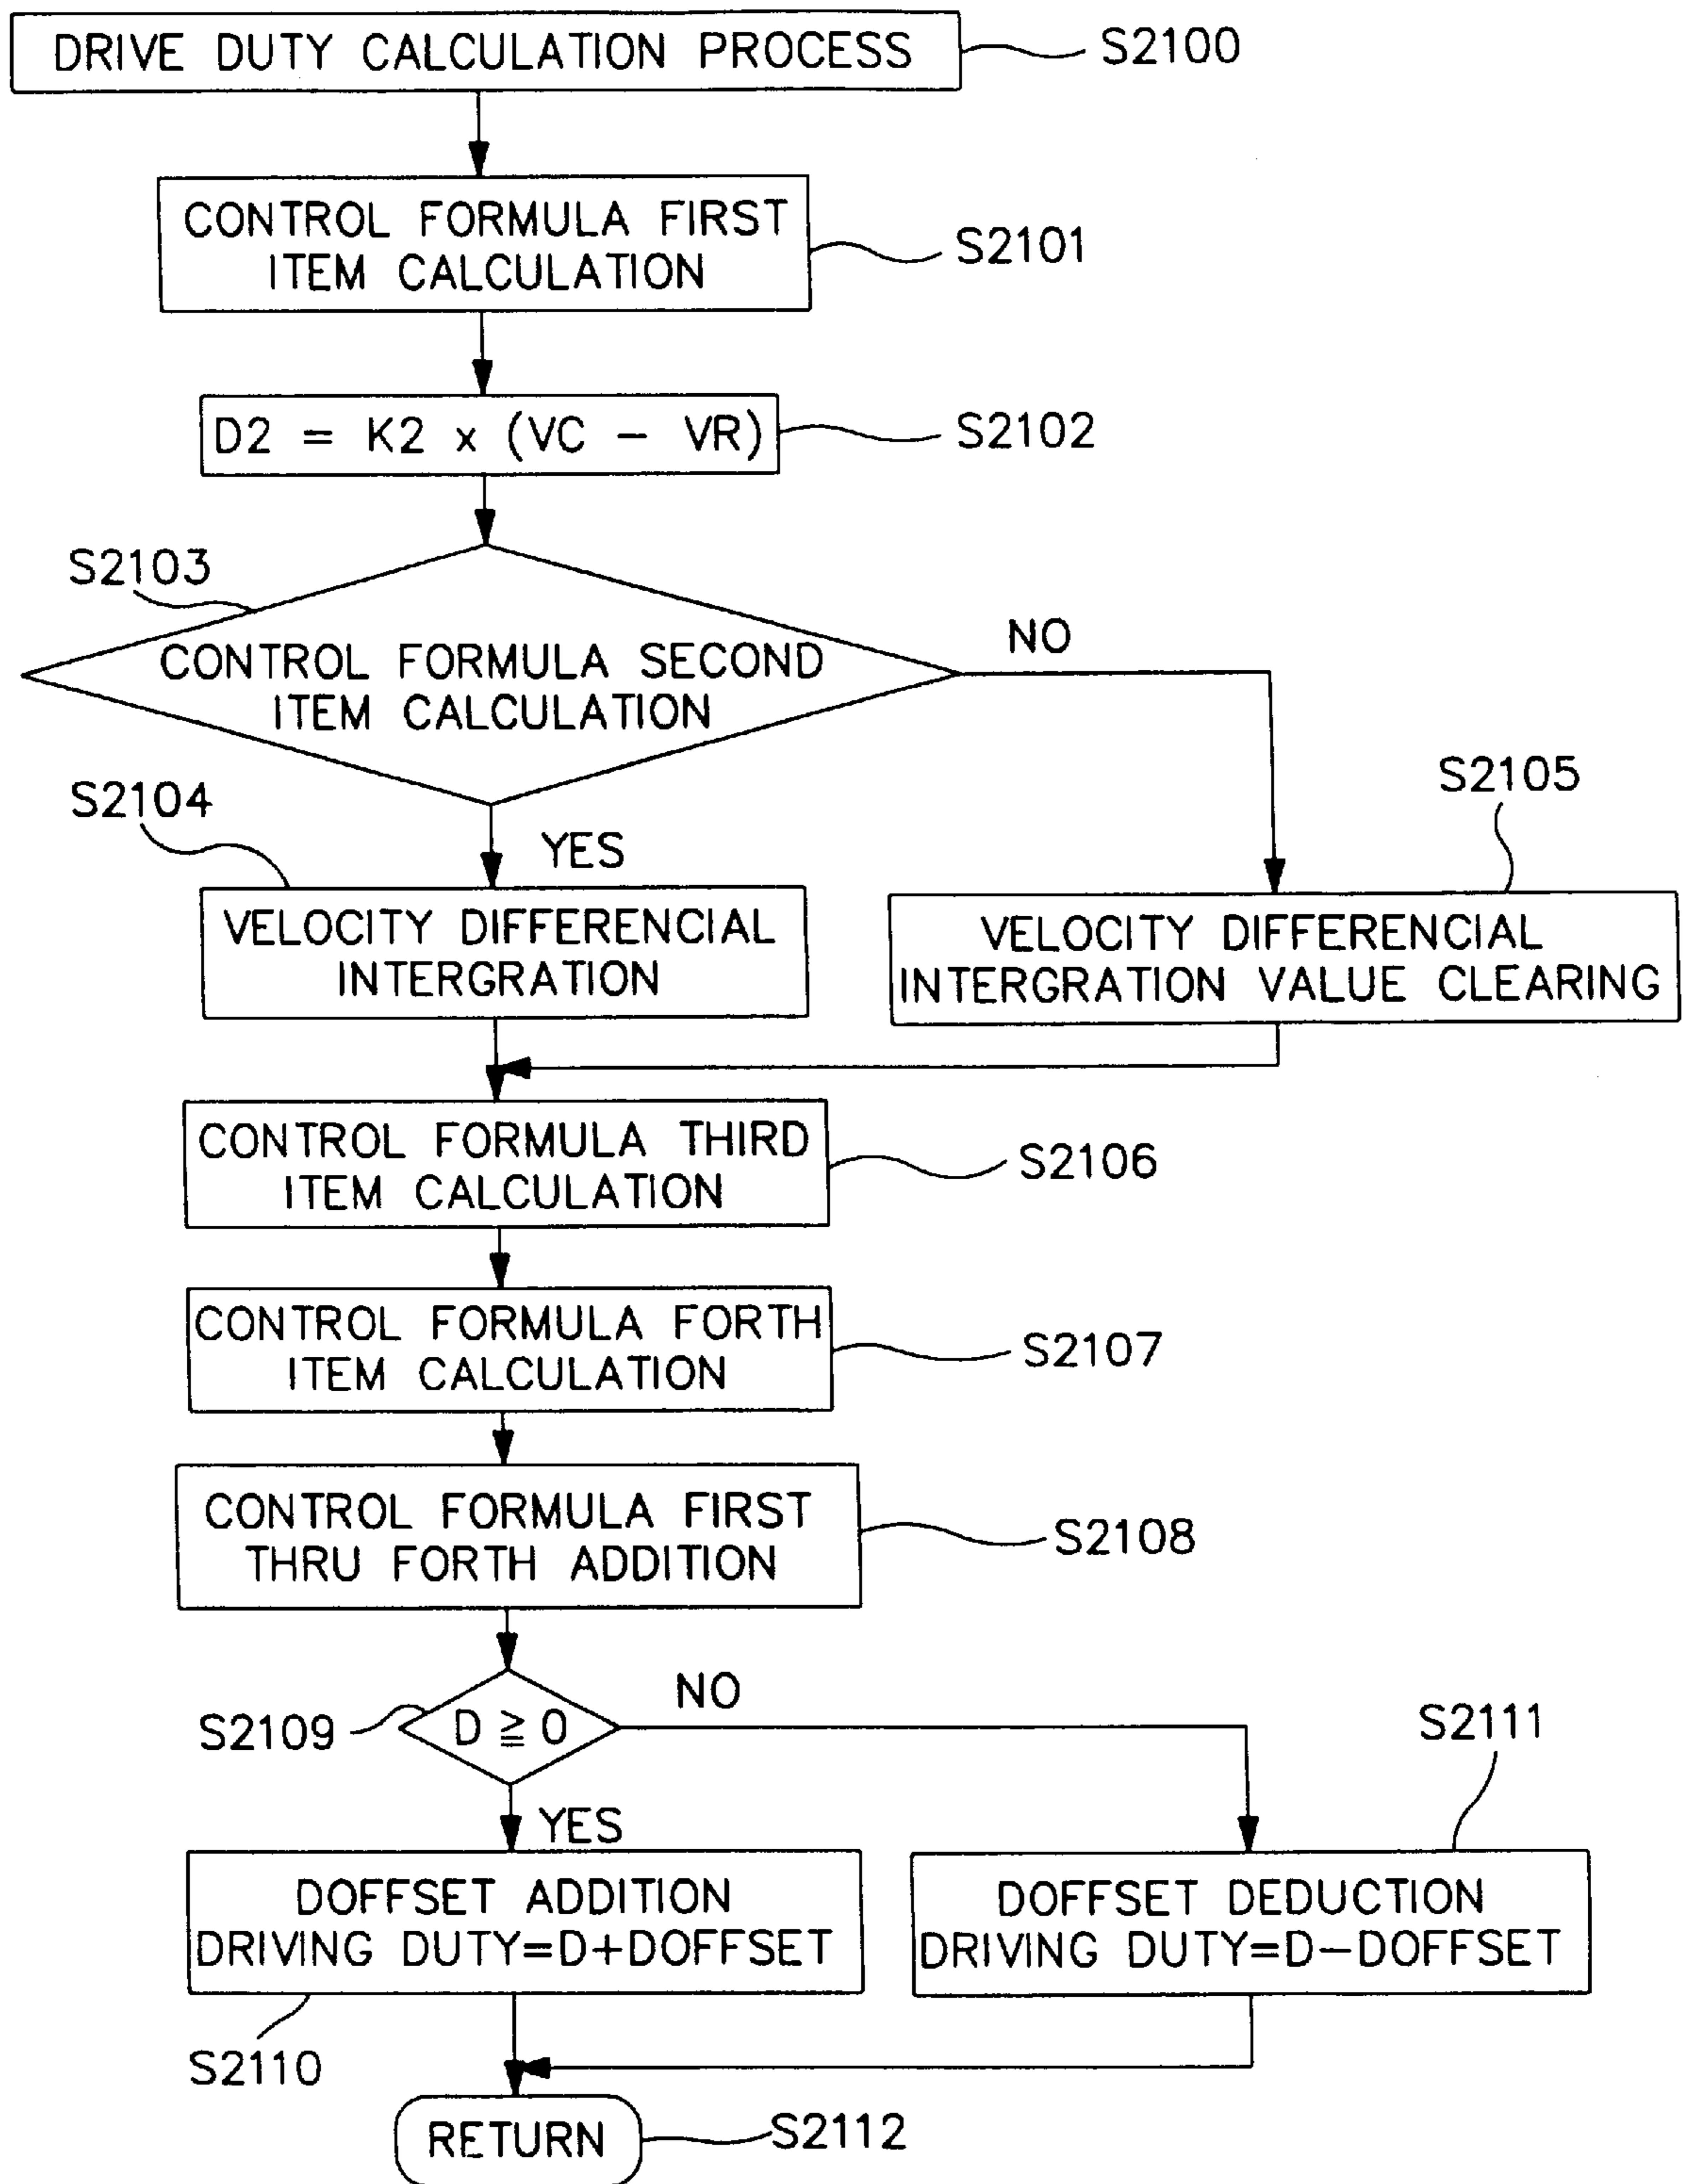 DRIVE DUTY CALCULATION PROCESS
S2100
CONTROL FORMULA FIRST
ITEM CALCULATION
S2101
D2 = K2 x (VC - VR)
S2102
S2103
CONTROL FORMULA SECOND
ITEM CALCULATION
NO
S2104
YES
S2105
VELOCITY DIFFERENCIAL
INTERGRATION
VELOCITY DIFFERENCIAL
INTERGRATION VALUE CLEARING
CONTROL FORMULA THIRD
ITEM CALCULATION
S2106
CONTROL FORMULA FORTH
ITEM CALCULATION
S2107
CONTROL FORMULA FIRST
THRU FORTH ADDITION
S2108
S2109
D ≧ 0
NO
S2111
YES
DOFFSET ADDITION
DRIVING DUTY=D+DOFFSET
DOFFSET DEDUCTION
DRIVING DUTY=D-DOFFSET
S2110
RETURN
S2112